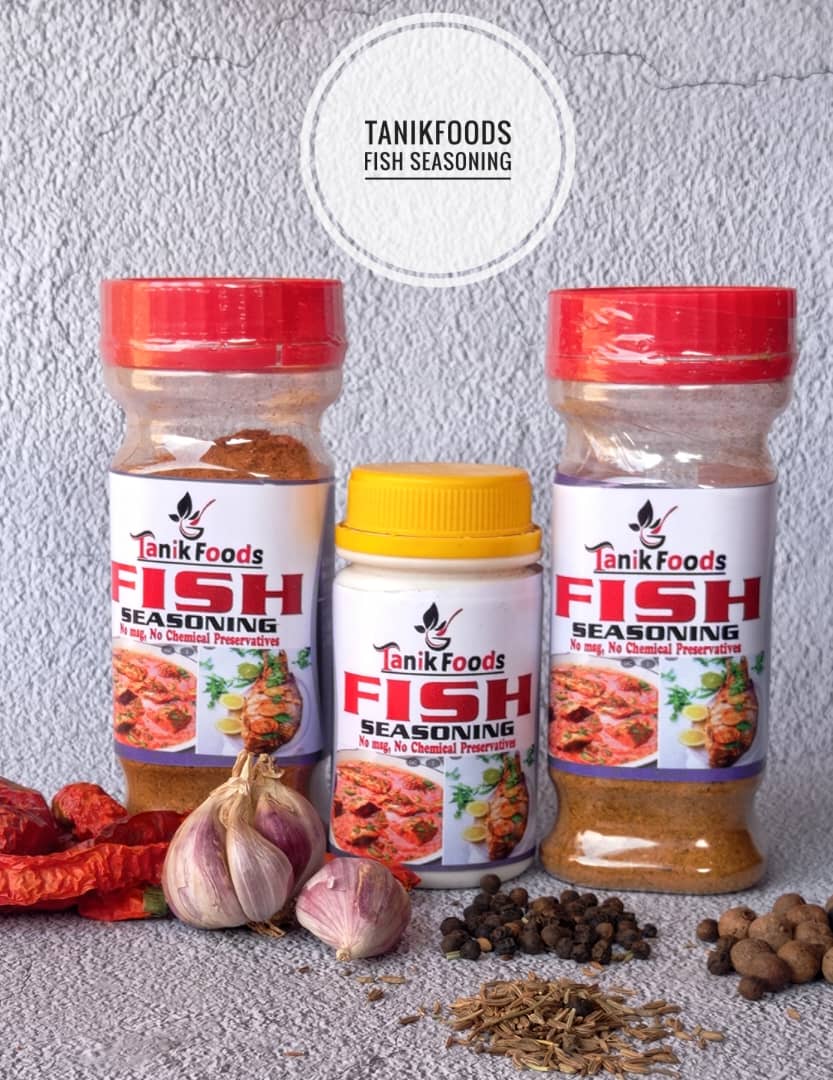 TANIKFOODS
FISH SEASONING
Tanik Foods
FISH
SEASONING
No msg, No Chemical Preservatives
Tanik Foods
FISH
SEASONING
No msg, No Chemical Preservatives
Tanik Foods
FISH
SEASONING
No msg, No Chemical Preservatives